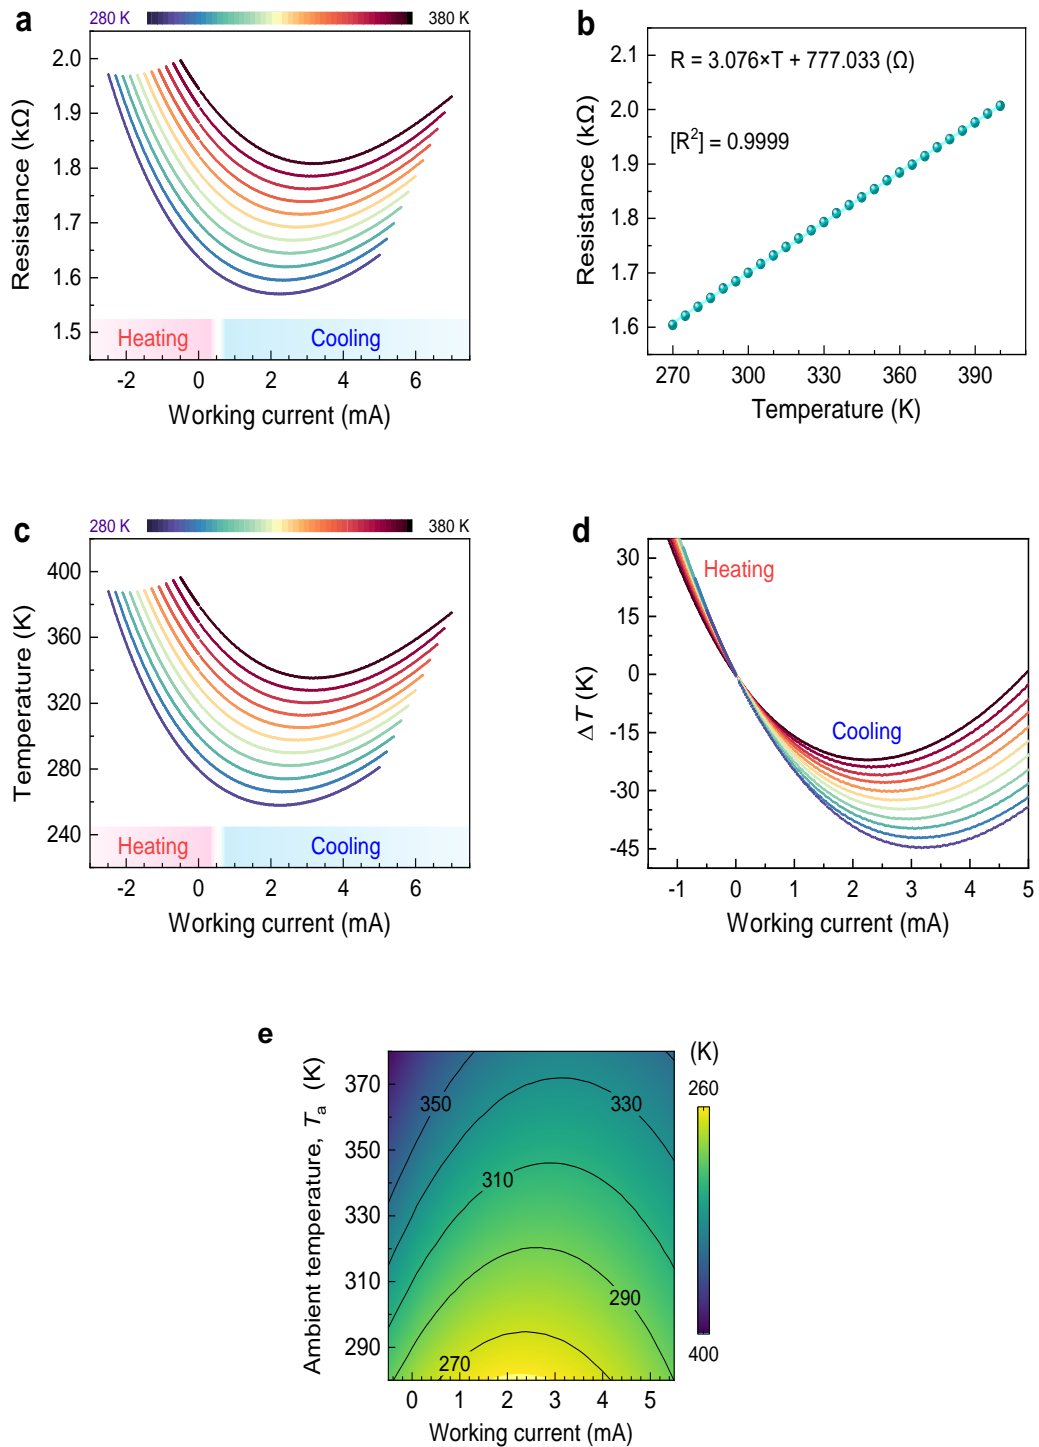 a
280 K
380 K
2.0
1.9
1.8
1.7
1.6
1.5
Resistance (kΩ)
Heating
Cooling
-2 0 2 4 6
Working current (mA)
b
R = 3.076×T + 777.033 (Ω)
[R²] = 0.9999
2.1
2.0
1.9
1.8
1.7
1.6
Resistance (kΩ)
270 300 330 360 390
Temperature (K)
c
280 K
380 K
400
360
320
280
240
Temperature (K)
Heating
Cooling
-2 0 2 4 6
Working current (mA)
d
Heating
Cooling
30
15
0
-15
-30
-45
ΔT (K)
-1 0 1 2 3 4 5
Working current (mA)
e
370
350
330
310
290
Ambient temperature, Tₐ (K)
350
330
310
290
270
0 1 2 3 4 5
Working current (mA)
(K)
260
400